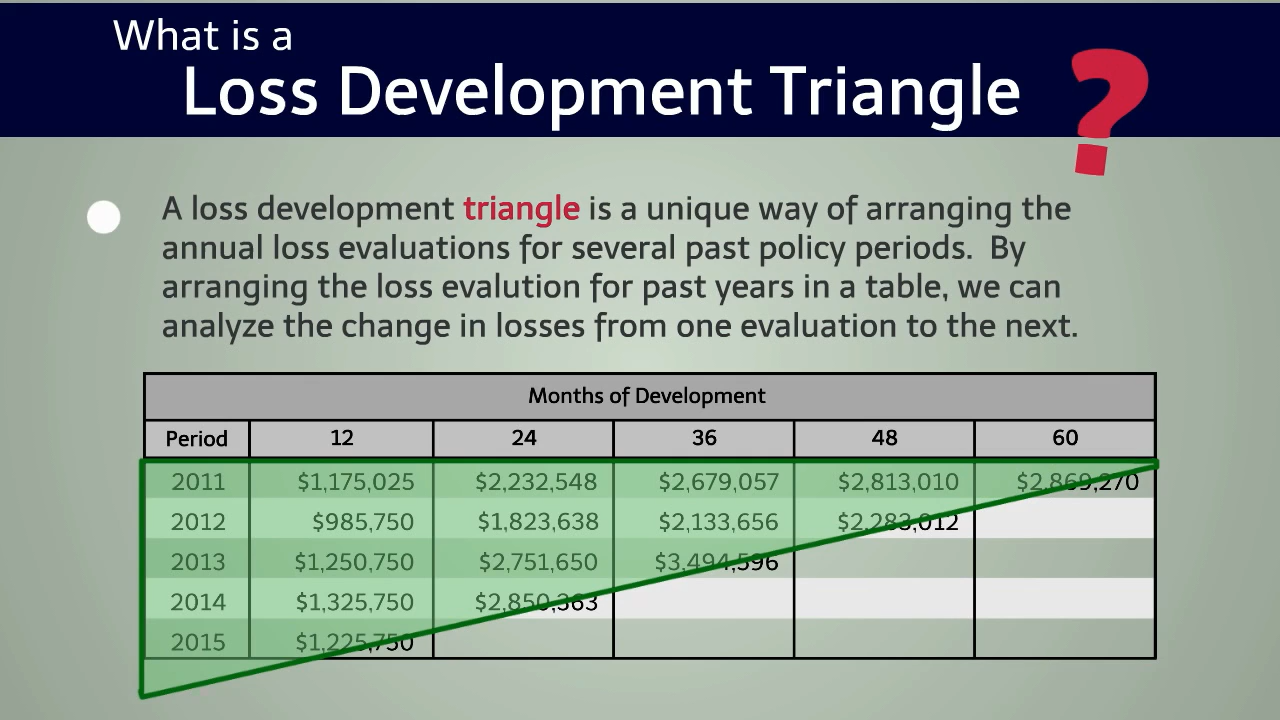 What is a
Loss Development Triangle ?
A loss development triangle is a unique way of arranging the
annual loss evaluations for several past policy periods. By
arranging the loss evalution for past years in a table, we can
analyze the change in losses from one evaluation to the next.
Months of Development
Period 12 24 36 48 60
2011 $1,175,025 $2,232,548 $2,679,057 $2,813,010 $2,869,270
2012 $985,750 $1,823,638 $2,133,656 $2,283,012
2013 $1,250,750 $2,751,650 $3,494,596
2014 $1,325,750 $2,850,363
2015 $1,225,750